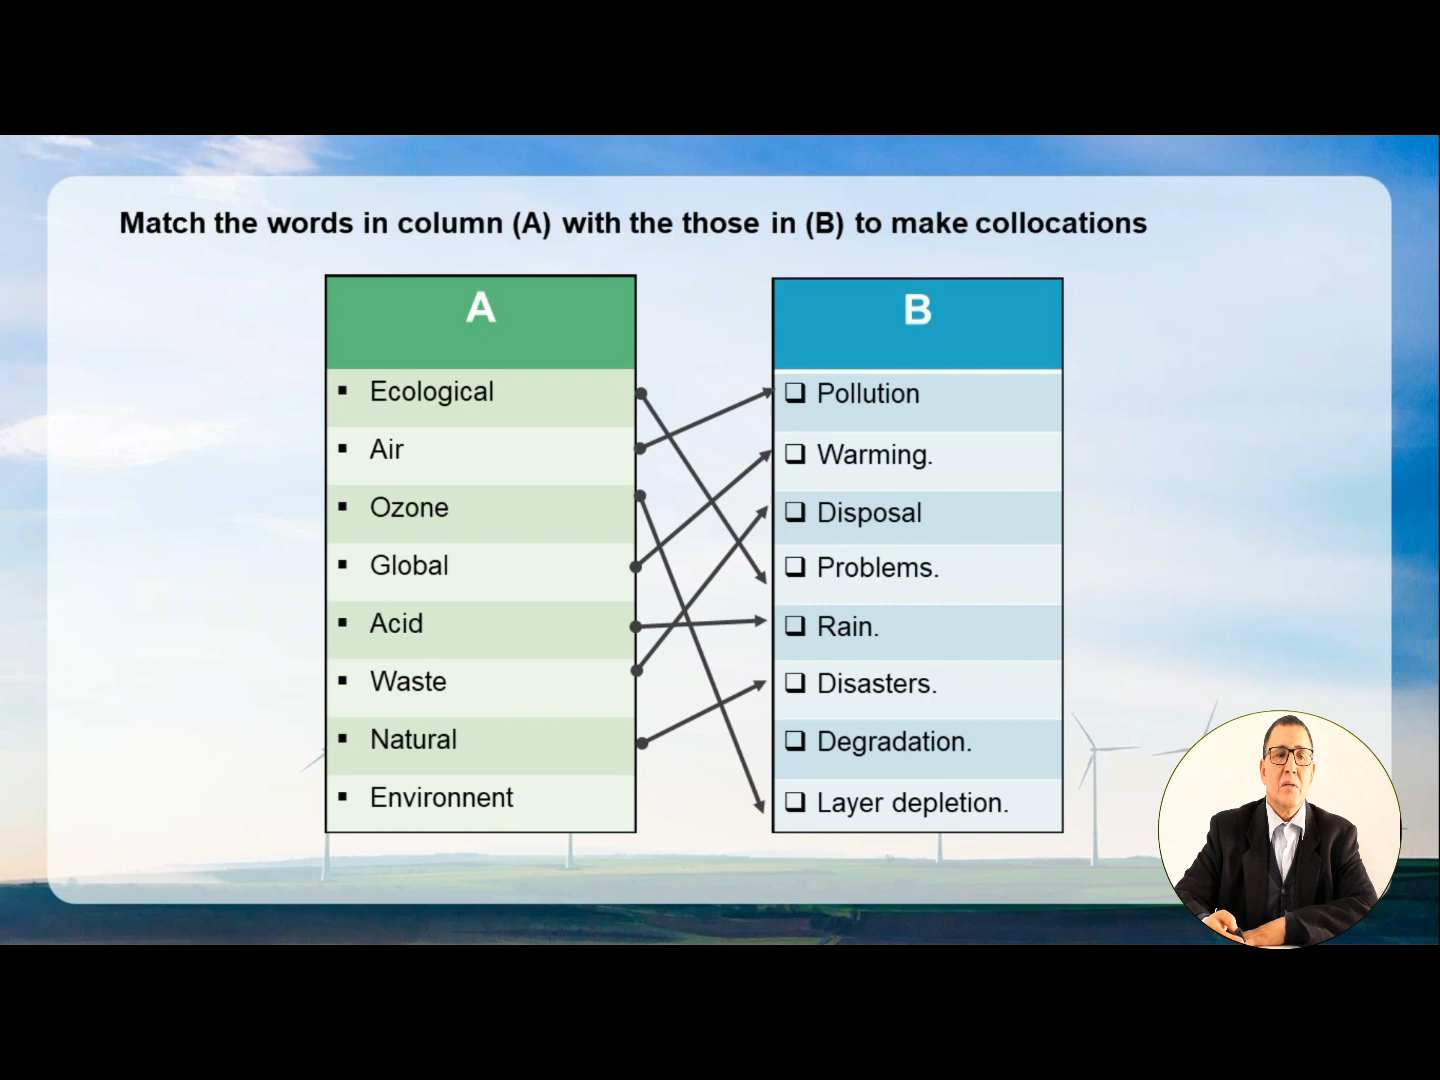 Match the words in column (A) with the those in (B) to make collocations
A
Ecological
Air
Ozone
Global
Acid
Waste
Natural
Environnent
B
Pollution
Warming.
Disposal
Problems.
Rain.
Disasters.
Degradation.
Layer depletion.